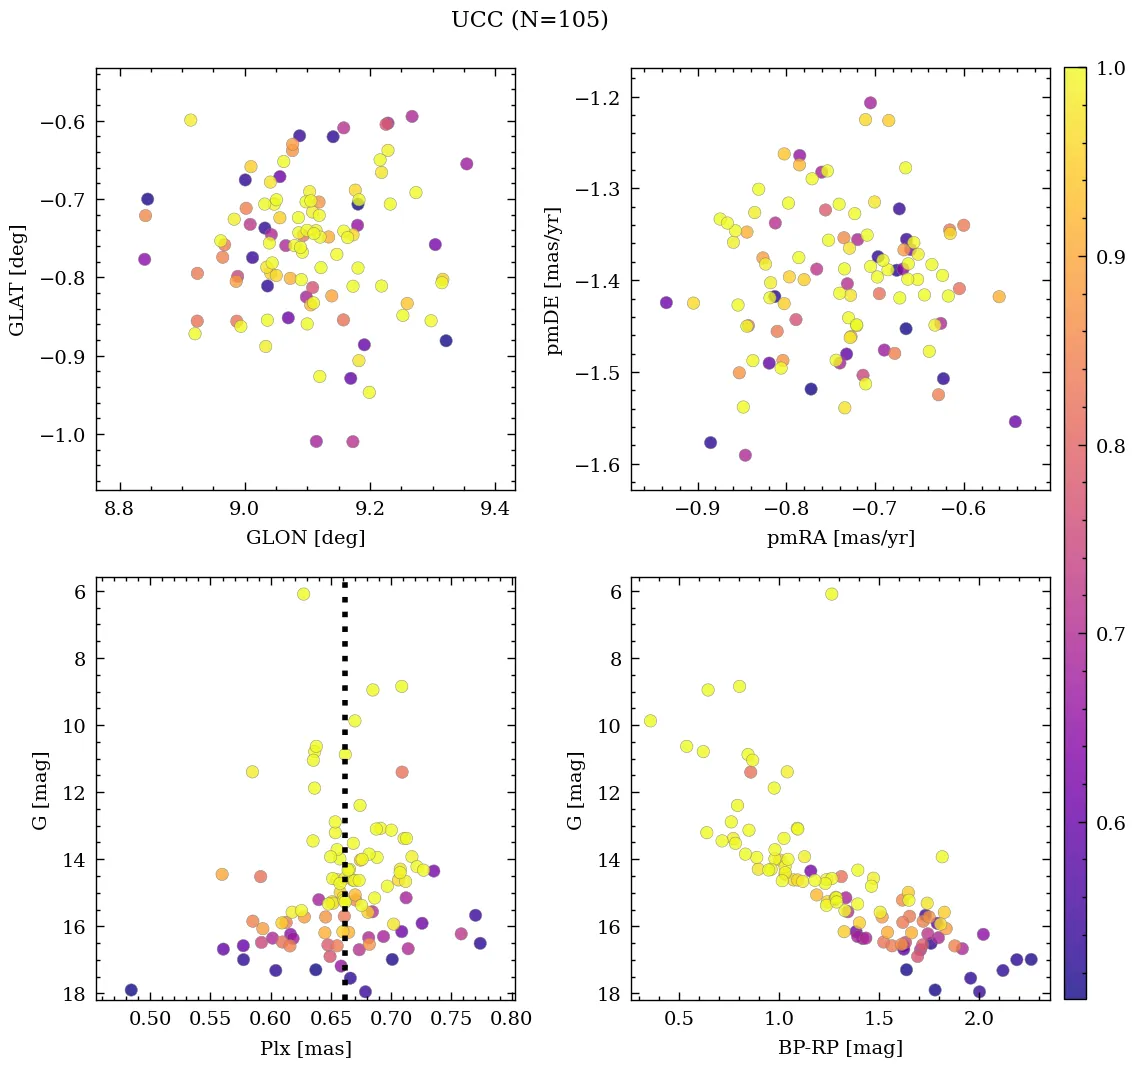 UCC (N=105)
−0.6
−0.7
−0.8
−0.9
−1.0
GLAT [deg]
8.8 9.0 9.2 9.4
GLON [deg]
−1.2
−1.3
−1.4
−1.5
−1.6
pmDE [mas/yr]
−0.9 −0.8 −0.7 −0.6
pmRA [mas/yr]
1.0
0.9
0.8
0.7
0.6
6
8
10
12
14
16
18
G [mag]
0.50 0.55 0.60 0.65 0.70 0.75 0.80
Plx [mas]
6
8
10
12
14
16
18
G [mag]
0.5 1.0 1.5 2.0
BP-RP [mag]